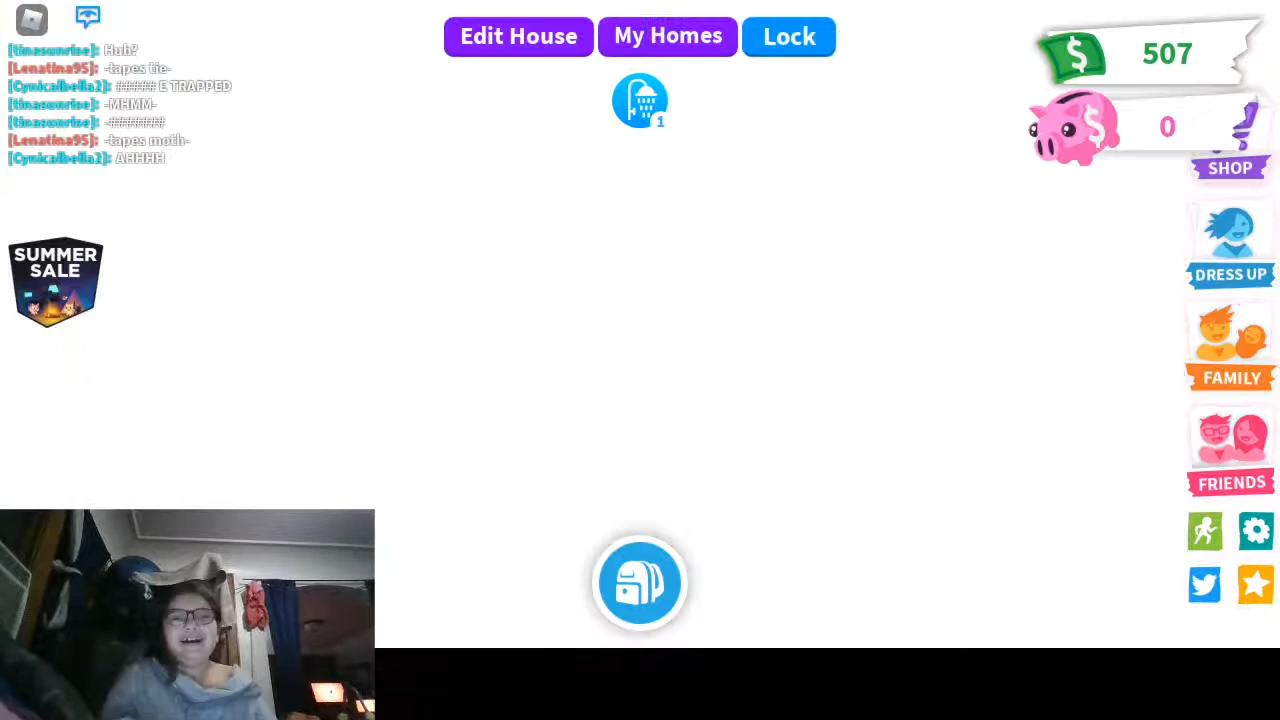 Edit House My Homes Lock
507
[tinasunrise]: Huh?
[Lenatina95]: -tapes tie-
[Cynicalbella2]: ##### E TRAPPED
[tinasunrise]: -MHMM-
[tinasunrise]: -#######
[Lenatina95]: -tapes moth-
[Cynicalbella2]: AHHHH
1
0
SHOP
SUMMER
SALE
DRESS UP
FAMILY
FRIENDS